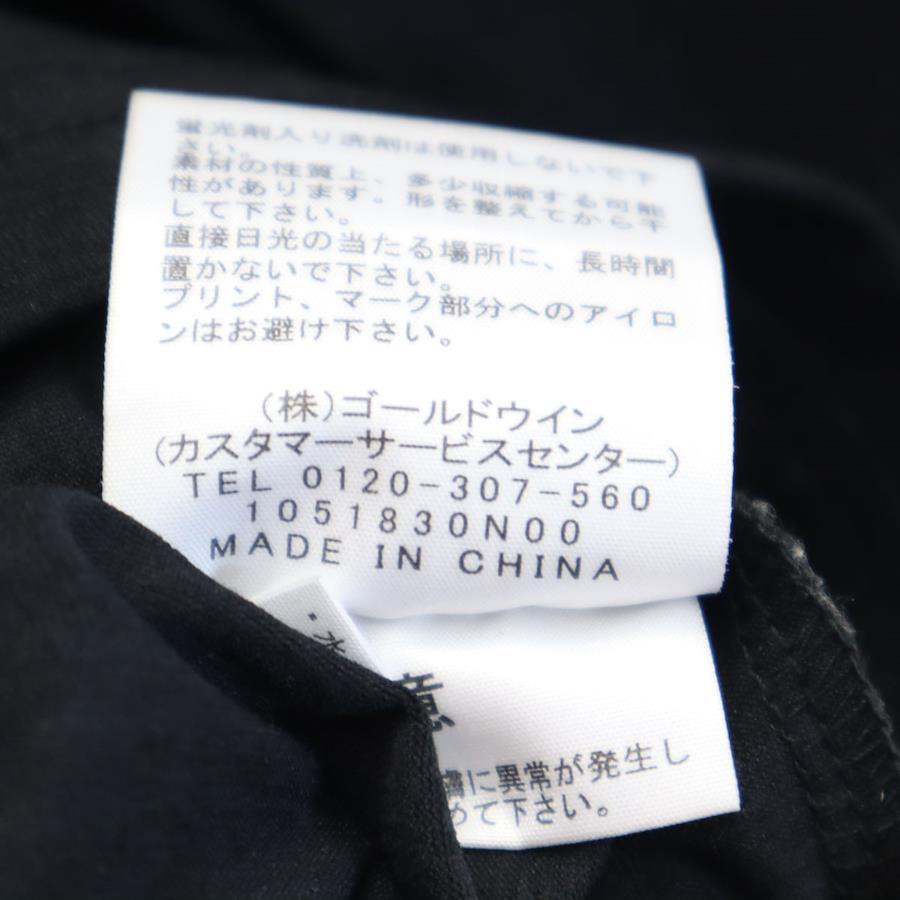 蛍光剤入り洗剤は使用しないで下
さい。
素材の性質上、多少収縮する可能
性があります。形を整えてから干
して下さい。
直接日光の当たる場所に、長時間
置かないで下さい。
プリント、マーク部分へのアイロ
ンはお避け下さい。
(株)ゴールドウイン
(カスタマーサービスセンター)
TEL 0120-307-560
1051830N00
MADE IN CHINA
・水
意
膚に異常が発生し
めて下さい。